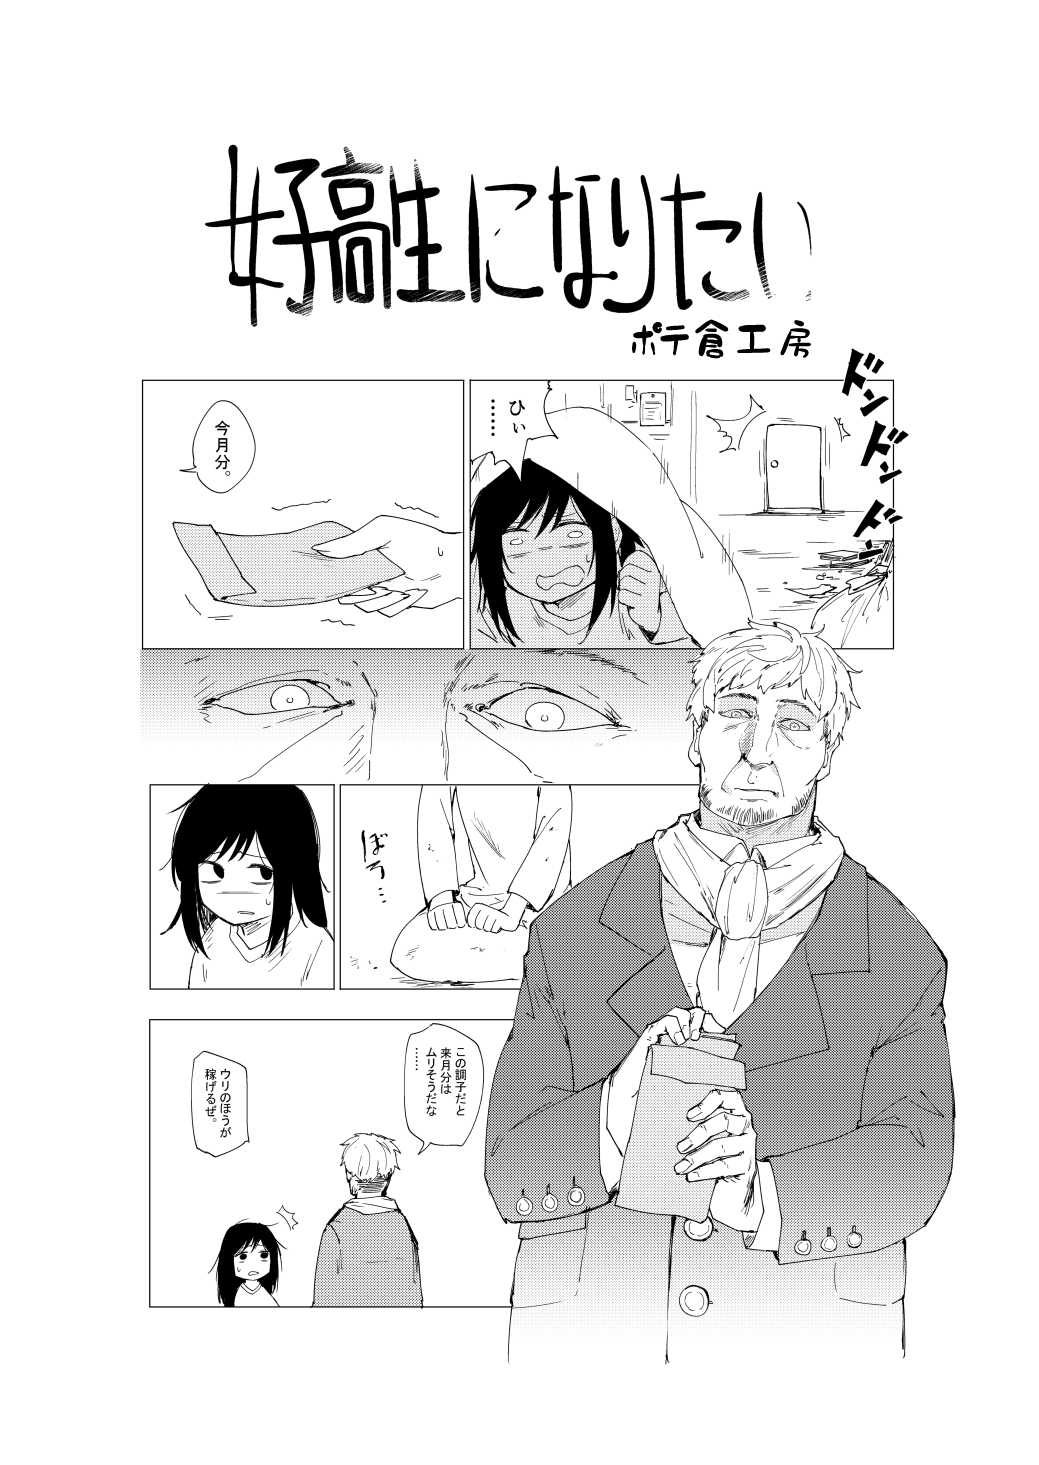 好高生になりたい
ポテ倉工房
ドンドンドン
ひぃ
……
今月分。
ぼろ…
この調子だと
来月分は
ムリそうだな
……
ウリのほうが
稼げるぜ。